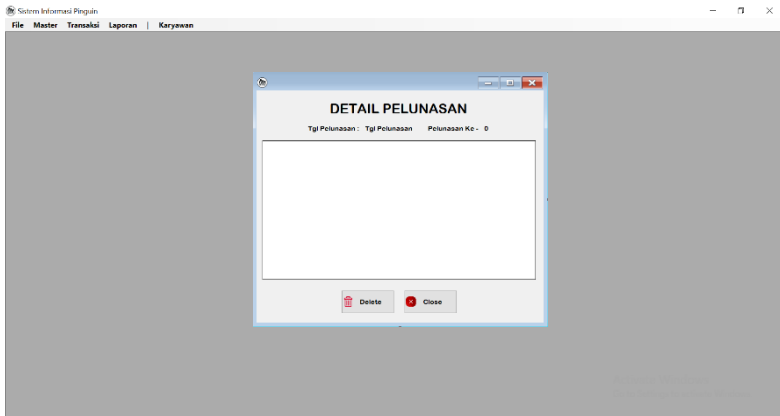 Sistem Informasi Pinguin
File Master Transaksi Laporan | Karyawan
DETAIL PELUNASAN
Tgl Pelunasan : Tgl Pelunasan Pelunasan Ke - 0
Delete Close